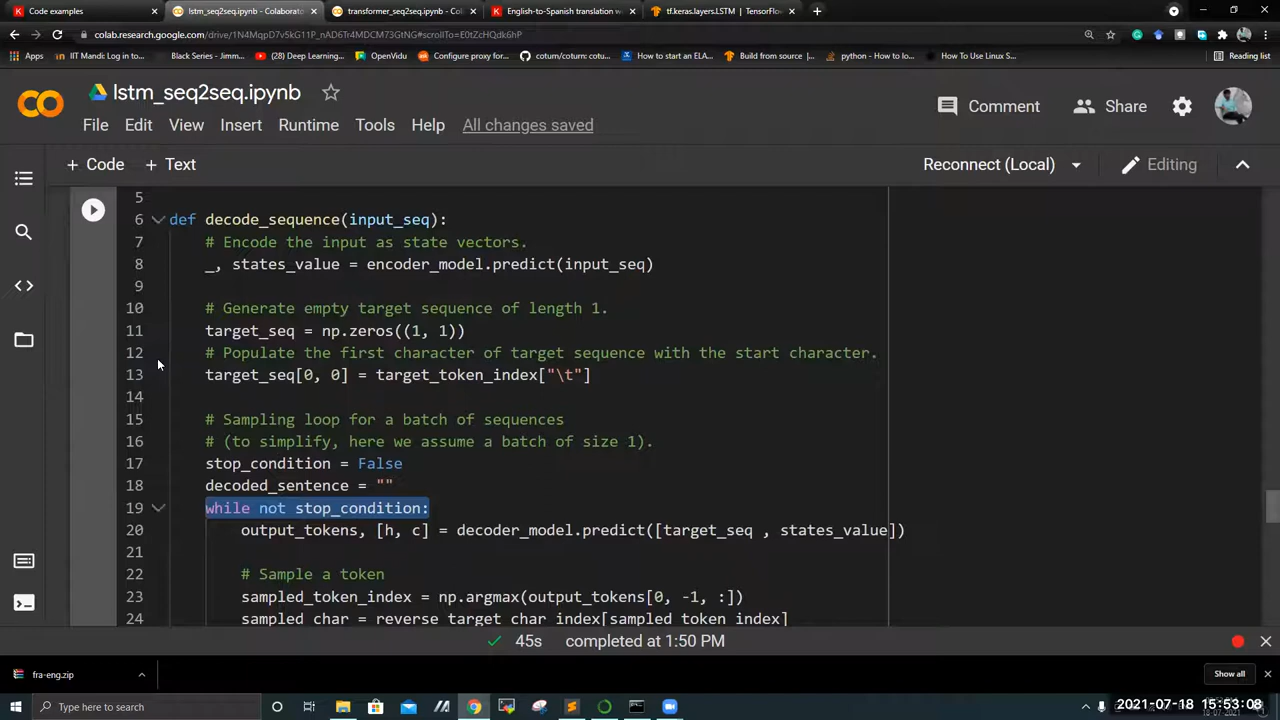 Code examples
lstm_seq2seq.ipynb - Colaborato
transformer_seq2seq.ipynb - Col
English-to-Spanish translation w
tf.keras.layers.LSTM | TensorFlo
colab.research.google.com/drive/1N4MqpD7v5kG11P_nAD6Tr4MDCM73GtNG#scrollTo=E0tZcHQdk6hP
Apps
IIT Mandi: Log in to...
Black Series - Jimm...
(28) Deep Learning...
OpenVidu
Configure proxy for...
coturn/coturn: cotu...
How to start an ELA...
Build from source |...
python - How to lo...
How To Use Linux S...
Reading list
lstm_seq2seq.ipynb
Comment
Share
File Edit View Insert Runtime Tools Help All changes saved
+ Code + Text
Reconnect (Local)
Editing
5
6 def decode_sequence(input_seq):
7 # Encode the input as state vectors.
8 _, states_value = encoder_model.predict(input_seq)
9
10 # Generate empty target sequence of length 1.
11 target_seq = np.zeros((1, 1))
12 # Populate the first character of target sequence with the start character.
13 target_seq[0, 0] = target_token_index["\t"]
14
15 # Sampling loop for a batch of sequences
16 # (to simplify, here we assume a batch of size 1).
17 stop_condition = False
18 decoded_sentence = ""
19 while not stop_condition:
20 output_tokens, [h, c] = decoder_model.predict([target_seq , states_value])
21
22 # Sample a token
23 sampled_token_index = np.argmax(output_tokens[0, -1, :])
24 sampled_char = reverse_target_char_index[sampled_token_index]
45s completed at 1:50 PM
fra-eng.zip
Show all
Type here to search
2021-07-18 15:53:08